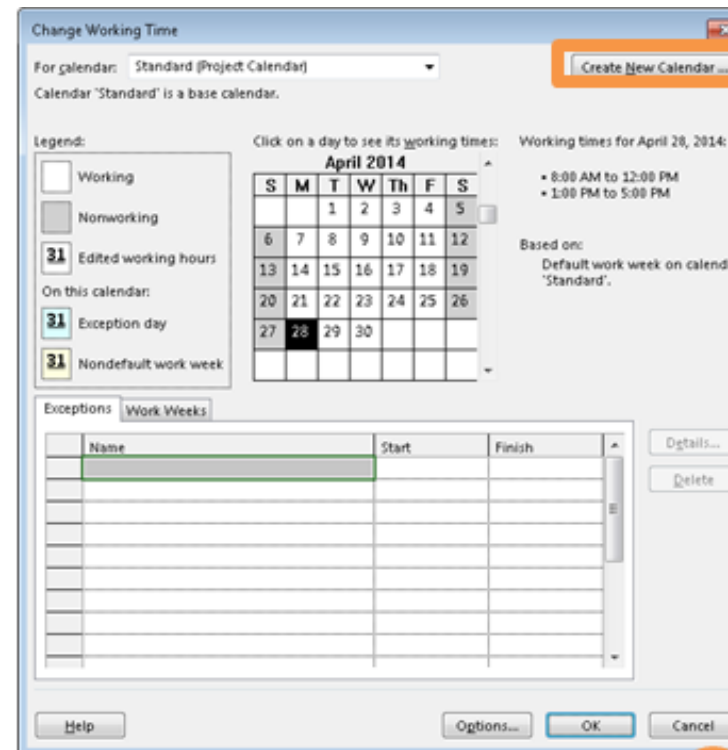 Change Working Time
For calendar: Standard (Project Calendar)
Create New Calendar ...
Calendar 'Standard' is a base calendar.
Legend:
Working
Nonworking
31 Edited working hours
On this calendar:
31 Exception day
31 Nondefault work week
Click on a day to see its working times:
April 2014
S M T W Th F S
1 2 3 4 5
6 7 8 9 10 11 12
13 14 15 16 17 18 19
20 21 22 23 24 25 26
27 28 29 30
Working times for April 28, 2014:
• 8:00 AM to 12:00 PM
• 1:00 PM to 5:00 PM
Based on:
Default work week on calend
'Standard'.
Exceptions Work Weeks
Name Start Finish
Details...
Delete
Help Options... OK Cancel